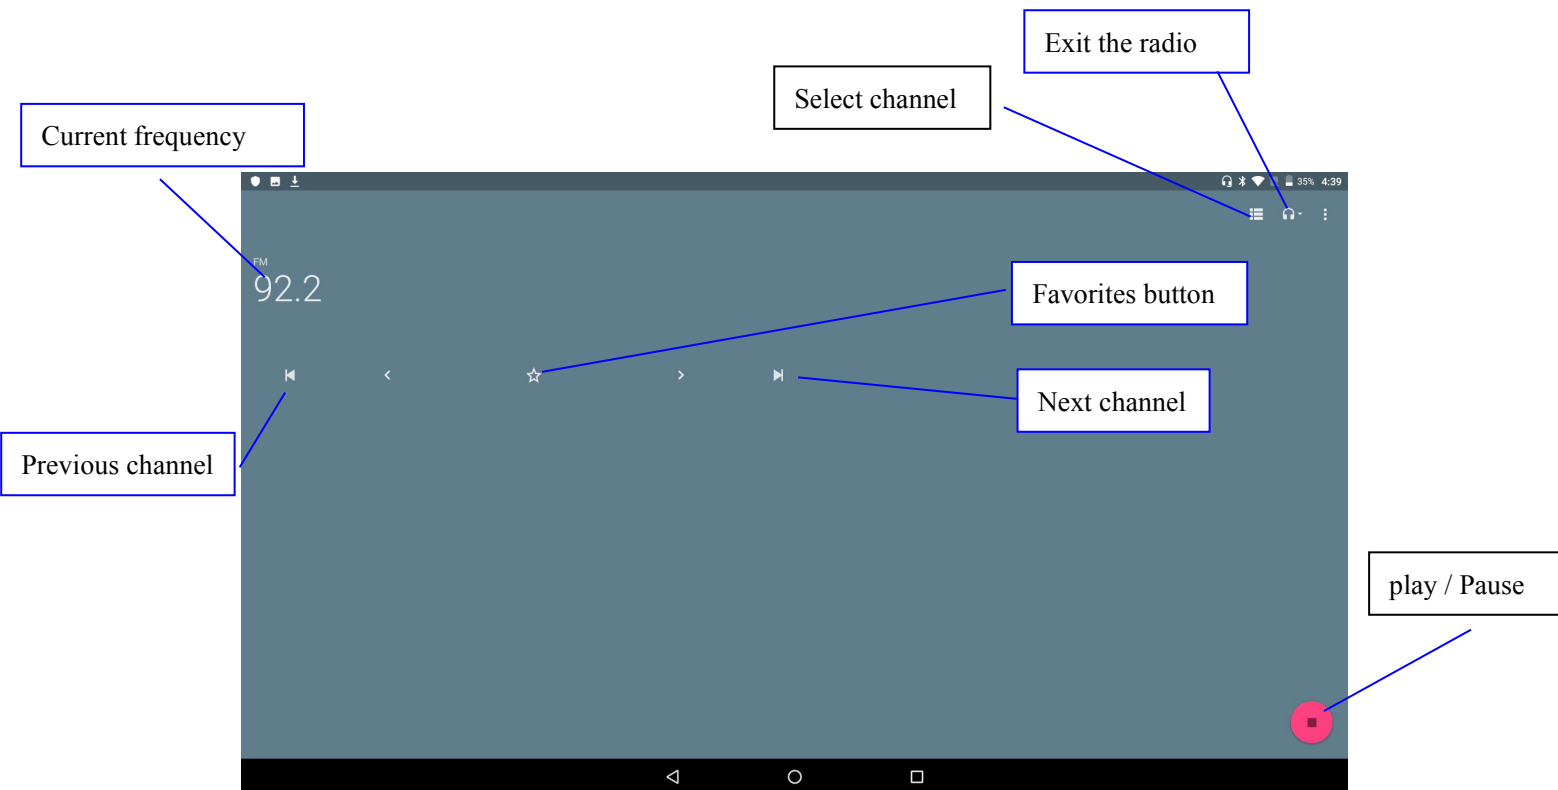 Exit the radio
Select channel
Current frequency
35% 4:39
FM
92.2
Favorites button
Next channel
Previous channel
play / Pause